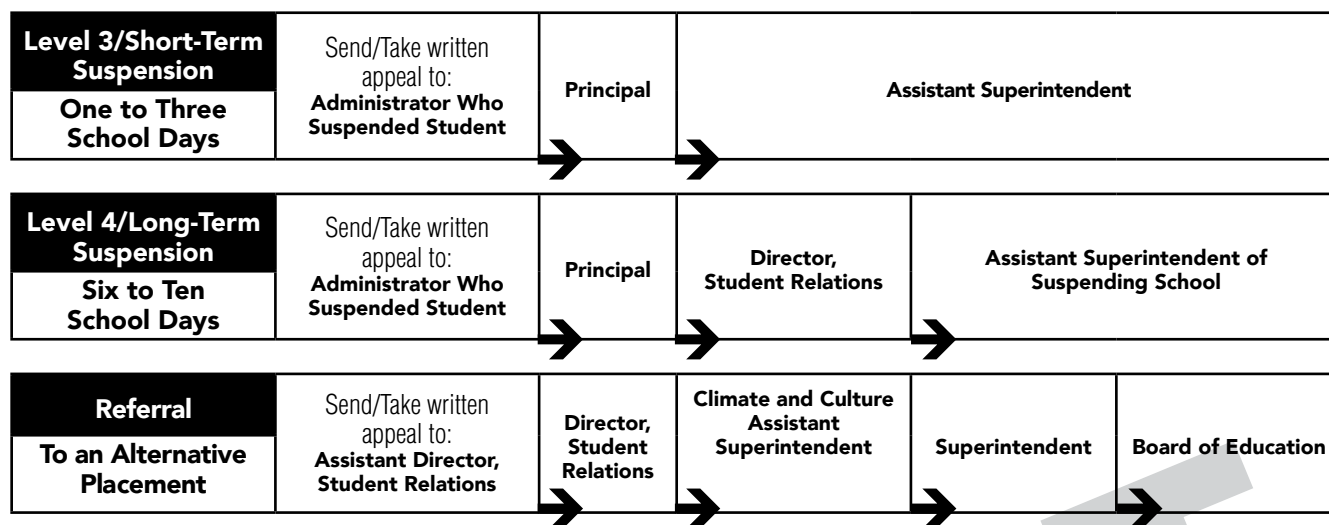 Level 3/Short-Term
Suspension
One to Three
School Days
Send/Take written
appeal to:
Administrator Who
Suspended Student
Principal
Assistant Superintendent
Level 4/Long-Term
Suspension
Six to Ten
School Days
Send/Take written
appeal to:
Administrator Who
Suspended Student
Principal
Director,
Student Relations
Assistant Superintendent of
Suspending School
Referral
To an Alternative
Placement
Send/Take written
appeal to:
Assistant Director,
Student Relations
Director,
Student
Relations
Climate and Culture
Assistant
Superintendent
Superintendent
Board of Education